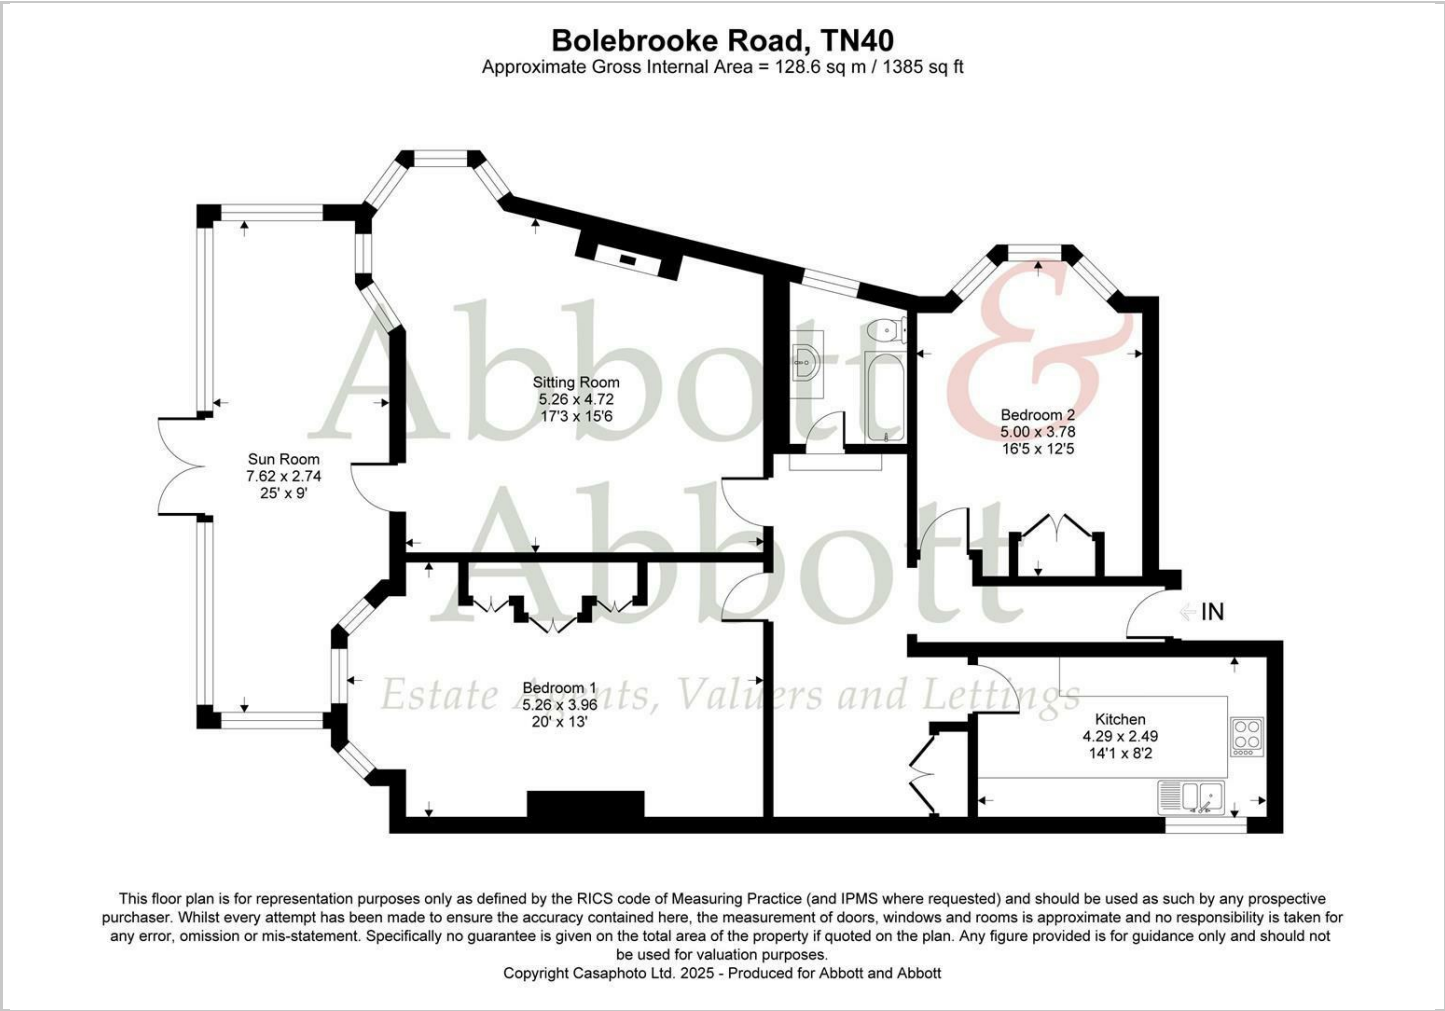 Bolebrooke Road, TN40
Approximate Gross Internal Area = 128.6 sq m / 1385 sq ft
Abbott &
Abbott
Estate Agents, Valuers and Lettings
Sitting Room
5.26 x 4.72
17'3 x 15'6
Bedroom 2
5.00 x 3.78
16'5 x 12'5
Sun Room
7.62 x 2.74
25' x 9'
IN
Bedroom 1
5.26 x 3.96
20' x 13'
Kitchen
4.29 x 2.49
14'1 x 8'2
This floor plan is for representation purposes only as defined by the RICS code of Measuring Practice (and IPMS where requested) and should be used as such by any prospective
purchaser. Whilst every attempt has been made to ensure the accuracy contained here, the measurement of doors, windows and rooms is approximate and no responsibility is taken for
any error, omission or mis-statement. Specifically no guarantee is given on the total area of the property if quoted on the plan. Any figure provided is for guidance only and should not
be used for valuation purposes.
Copyright Casaphoto Ltd. 2025 - Produced for Abbott and Abbott